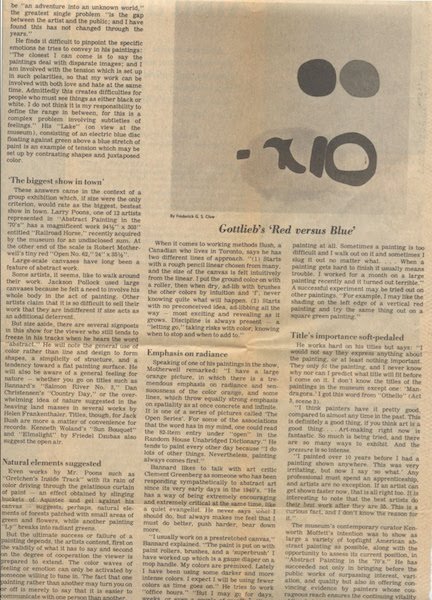 be "an adventure into an unknown world,"
the greatest single problem "is the gap
between the artist and the public; and I have
found this has not changed through the
years."
He finds it difficult to pinpoint the specific
emotions he tries to convey in his paintings:
"The closest I can come is to say the
paintings deal with disparate images; and I
am involved with the tension which is set up
in such polarities, so that my work can be
involved with both love and hate at the same
time. Admittedly this creates difficulties for
people who must see things as either black or
white. I do not think it is my responsibility to
define the range in between, for this is a
complex problem involving subtleties of
feelings." His "Lake" (on view at the
museum), consisting of an electric blue disc
floating against green above a blue stretch of
paint is an example of tension which may be
set up by contrasting shapes and juxtaposed
color.
'The biggest show in town'
These answers came in the context of a
group exhibition which, if size were the only
criterion, would rate as the biggest, best
show in town. Larry Poons, one of 12 artists
represented in "Abstract Painting in the
'70's" has a magnificent work
"entitled "Railroad Horse," recently acquired
by the museum for an undisclosed sum. At
the other end of the scale is Robert Mother-
well's tiny red "Open No. 62,"
Large-scale canvases have long been a
feature of abstract work.
Some artists, it seems, like to walk around
their work. Jackson Pollock used large
canvases because he felt a need to involve his
whole body in the act of painting. Other
artists claim that it is so difficult to sell their
work that they are indifferent if size acts as
an additional deterrent.
But size aside, there are several signposts
in this show for the viewer who still tends to
freeze in his tracks when he hears the word
"abstract." He will note the general use of
color rather than line and design to form
shapes, a simplicity of structure, and a
tendency toward a flat painting surface. He
will also be aware of a general feeling for
nature — whether you go on titles such as
Bannard's "Salmon River No. 3," Dan
Christensen's "Country Day," or the over-
whelming idea of nature suggested in the
heaving land masses in several works by
Helen Frankenthaler. Titles, though, for Jack
Bush are more a matter of convenience for
records. Kenneth Noland's "Sun Bouquet"
and "Elmslight" by Friedel Dzubas also
suggest the open air.
Natural elements suggested
Even works by Mr. Poons such as
"Gretchen's Inside Track" with its rain of
color driving through the gelatinous curtain
of paint — an effect obtained by slinging
buckets of Aquatec and gel against his
canvas — suggests, perhaps, natural ele-
ments of forests patched with small areas of
green and flowers, while another painting
"Ly" breaks into radiant greens.
But the ultimate success or failure of a
painting depends, the artists contend, first on
the validity of what it has to say and second
on the degree of cooperation the viewer is
prepared to extend. The color waves of
feeling or emotion can only be activated by
someone willing to tune in. The fact that one
painting rather than another may turn you on
or off is merely to say that it is easier to
communicate with one person than another
By Frederick G. S. Clow
Gottlieb's 'Red versus Blue'
When it comes to working methods Bush, a
Canadian who lives in Toronto, says he has
two different lines of approach. "(1) Starts
with a rough pencil linear chosen from many,
and the size of the canvas is felt intuitively
from the linear. I put the ground color on with
a roller, then when dry, ad-lib with brushes
the other colors by intuition and 'I', never
knowing quite what will happen. (2) Starts
with no preconceived idea, ad-libbing all the
way — most exciting and revealing as it
grows. Discipline is always present — a
"letting go," taking risks with color, knowing
when to stop and when to add to."
Emphasis on radiance
Speaking of one of his paintings in the show,
Motherwell remarked: "I have a large
orange picture, in which there is a tre-
mendous emphasis on radiance and sen-
suousness of the color orange, and some
lines, which throw equally strong emphasis
on spatiality as at once concrete and infinite.
It is one of a series of pictures called 'The
Open Series.' For some of the associations
that the word has in my mind, one could read
the 82-item entry under "open" in the
Random House Unabridged Dictionary." He
tends to paint every other day because "I do
lots of other things. Nevertheless, painting
always comes first."
Bannard likes to talk with art critic
Clement Greenberg as someone who has been
responding sympathetically to abstract art
since its very early days in the 1940's. "He
has a way of being extremely encouraging
and extremely critical at the same time, like
a quiet evangelist. He never says what I
should do, but always makes me feel that I
must do better, push harder, bear down
more.
"I usually work on a prestretched canvas,"
Bannard explained. "The paint is put on with
paint rollers, brushes, and a 'squeetrush' I
have worked up which is a gauze diaper on a
mop handle. My colors are premixed. Lately
I have been using some darker and more
intense colors. I expect I will be using fewer
colors as time goes on." He tries to work
"office hours," "But I may go for days,
painting at all. Sometimes a painting is too
difficult and I walk out on it and sometimes I
slug it out no matter what. . . . When a
painting gets hard to finish it usually means
trouble. I worked for a month on a large
painting recently and it turned out terrible."
A successful experiment may be tried out on
other paintings. "For example, I may like the
shading on the left edge of a vertical red
painting and try the same thing out on a
square green painting."
Title's importance soft-pedaled
He works hard on his titles but says: "I
would not say they express anything about
the painting, or at least nothing important.
They only fit the painting, and I never know
why nor can I predict what title will fit before
I come on it. I don't know the titles of the
paintings in the museum except one 'Man-
dragora.' I got this word from "Othello" (Act
3, scene 3).
"I think painters have it pretty good,
compared to almost any time in the past. This
is definitely a good thing. If you think art is a
good thing. . . . Art-making right now is
fantastic. So much is being tried, and there
are so many ways to exhibit. And the
pressure is so intense.
"I painted over 10 years before I had a
painting shown anywhere. This was very
irritating, but now I say 'so what.' Any
professional must spend an apprenticeship,
and artists are no exception. If an artist can
get shown faster now, that is all right too. It is
interesting to note that the best artists do
their best work after they are 35. This is a
curious fact, and I don't know the reason for
it."
The museum's contemporary curator Ken-
worth Moffett's intention was to show as
large a variety of topflight American ab-
stract painting as possible, along with the
opportunity to assess its current position, in
"Abstract Painting in the '70's." He has
succeeded not only in bringing before the
public works of surpassing interest, vari-
ation, and quality but also in offering con-
vincing evidence of painters whose cou-
rageous reach ensures the continuing vitality